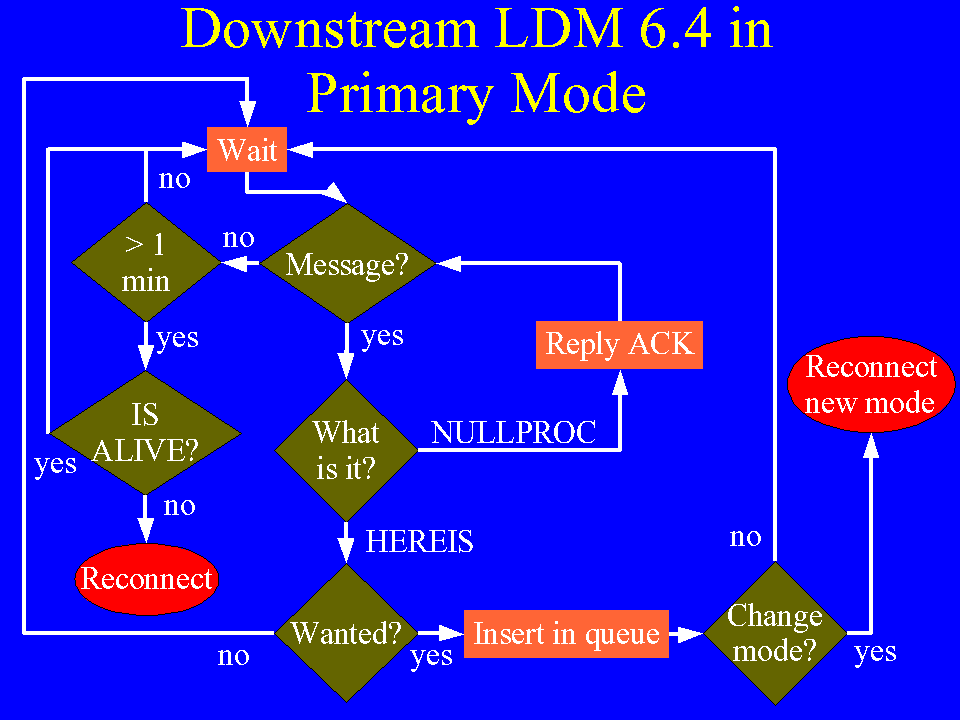 Downstream LDM 6.4 in
Primary Mode
Wait
no
> 1
min
no
Message?
yes
yes
Reply ACK
Reconnect
new mode
IS
ALIVE?
What
is it?
NULLPROC
yes
no
HEREIS
no
Reconnect
Wanted?
no
yes
Insert in queue
Change
mode?
yes